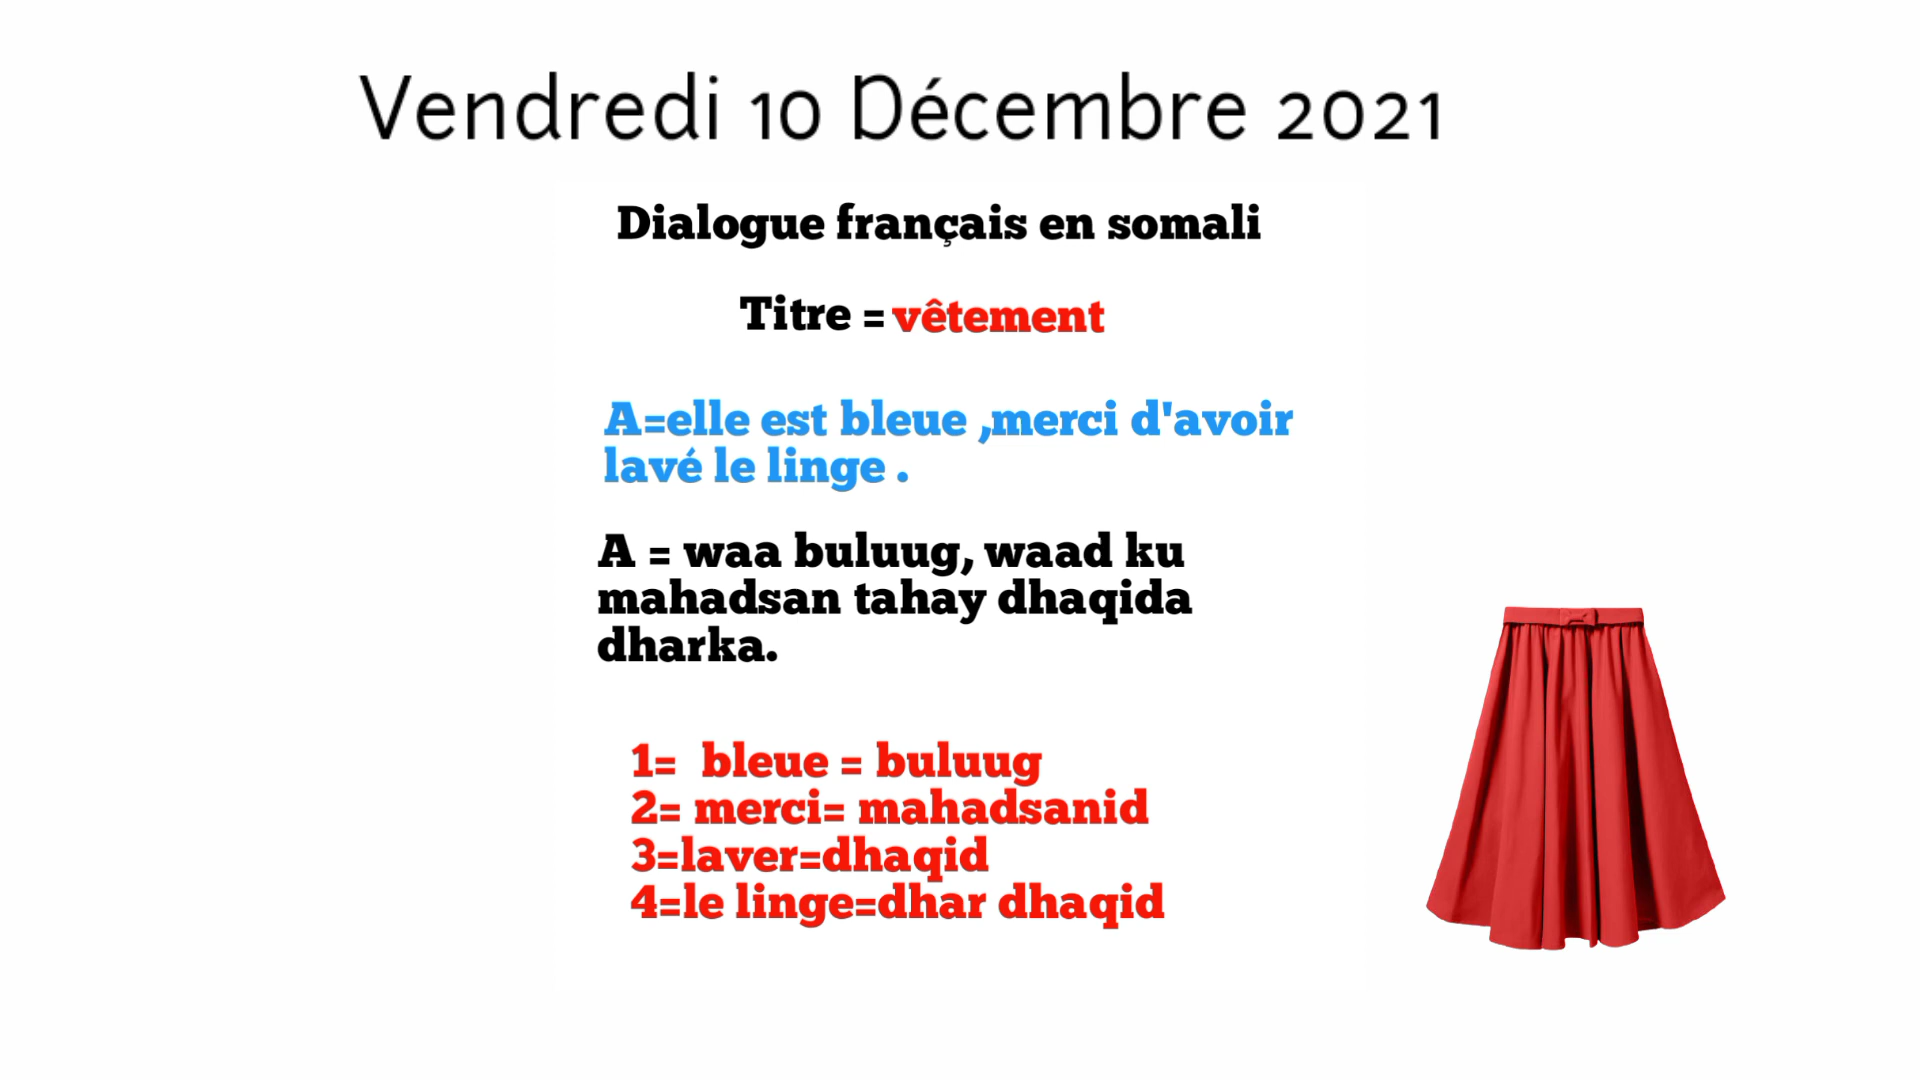 Vendredi 10 Décembre 2021
Dialogue français en somali
Titre = vêtement
A=elle est bleue ,merci d'avoir
lavé le linge .
A = waa buluug, waad ku
mahadsan tahay dhaqida
dharka.
1=  bleue = buluug
2= merci= mahadsanid
3=laver=dhaqid
4=le linge=dhar dhaqid